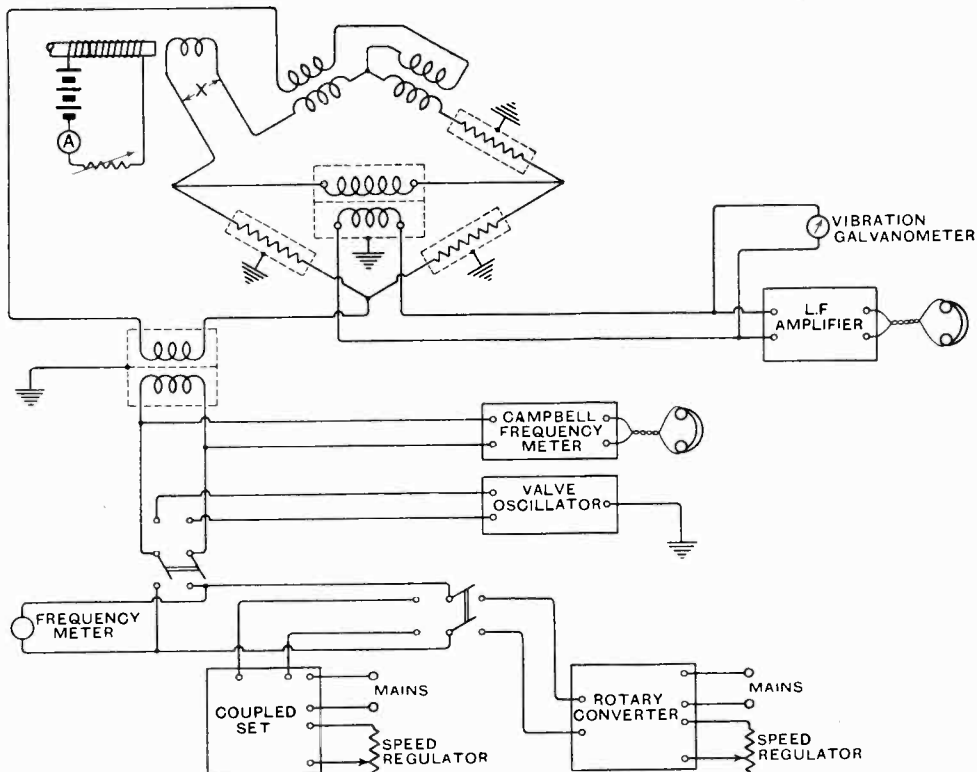 X
A
VIBRATION
GALVANOMETER
L.F
AMPLIFIER
CAMPBELL
FREQUENCY
METER
VALVE
OSCILLATOR
FREQUENCY
METER
COUPLED
SET
MAINS
SPEED
REGULATOR
ROTARY
CONVERTER
MAINS
SPEED
REGULATOR